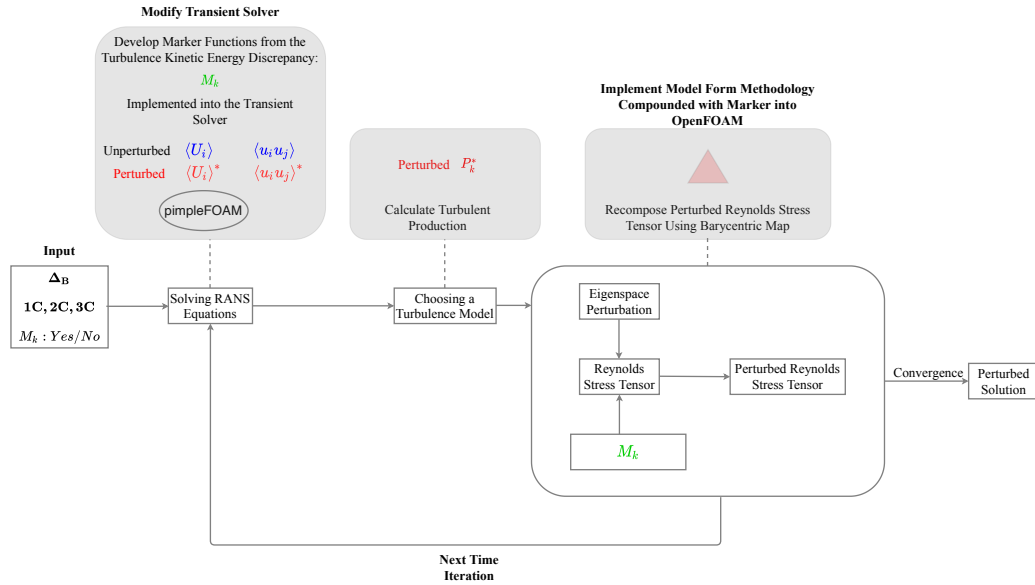 Modify Transient Solver
Develop Marker Functions from the
Turbulence Kinetic Energy Discrepancy:
M_k
Implemented into the Transient
Solver
Unperturbed ⟨U_i⟩ ⟨u_i u_j⟩
Perturbed ⟨U_i⟩* ⟨u_i u_j⟩*
pimpleFOAM
Perturbed P_k*
Calculate Turbulent
Production
Implement Model Form Methodology
Compounded with Marker into
OpenFOAM
Recompose Perturbed Reynolds Stress
Tensor Using Barycentric Map
Input
Δ_B
1C, 2C, 3C
M_k : Yes/No
Solving RANS
Equations
Choosing a
Turbulence Model
Eigenspace
Perturbation
Reynolds
Stress Tensor
Perturbed Reynolds
Stress Tensor
M_k
Convergence
Perturbed
Solution
Next Time
Iteration